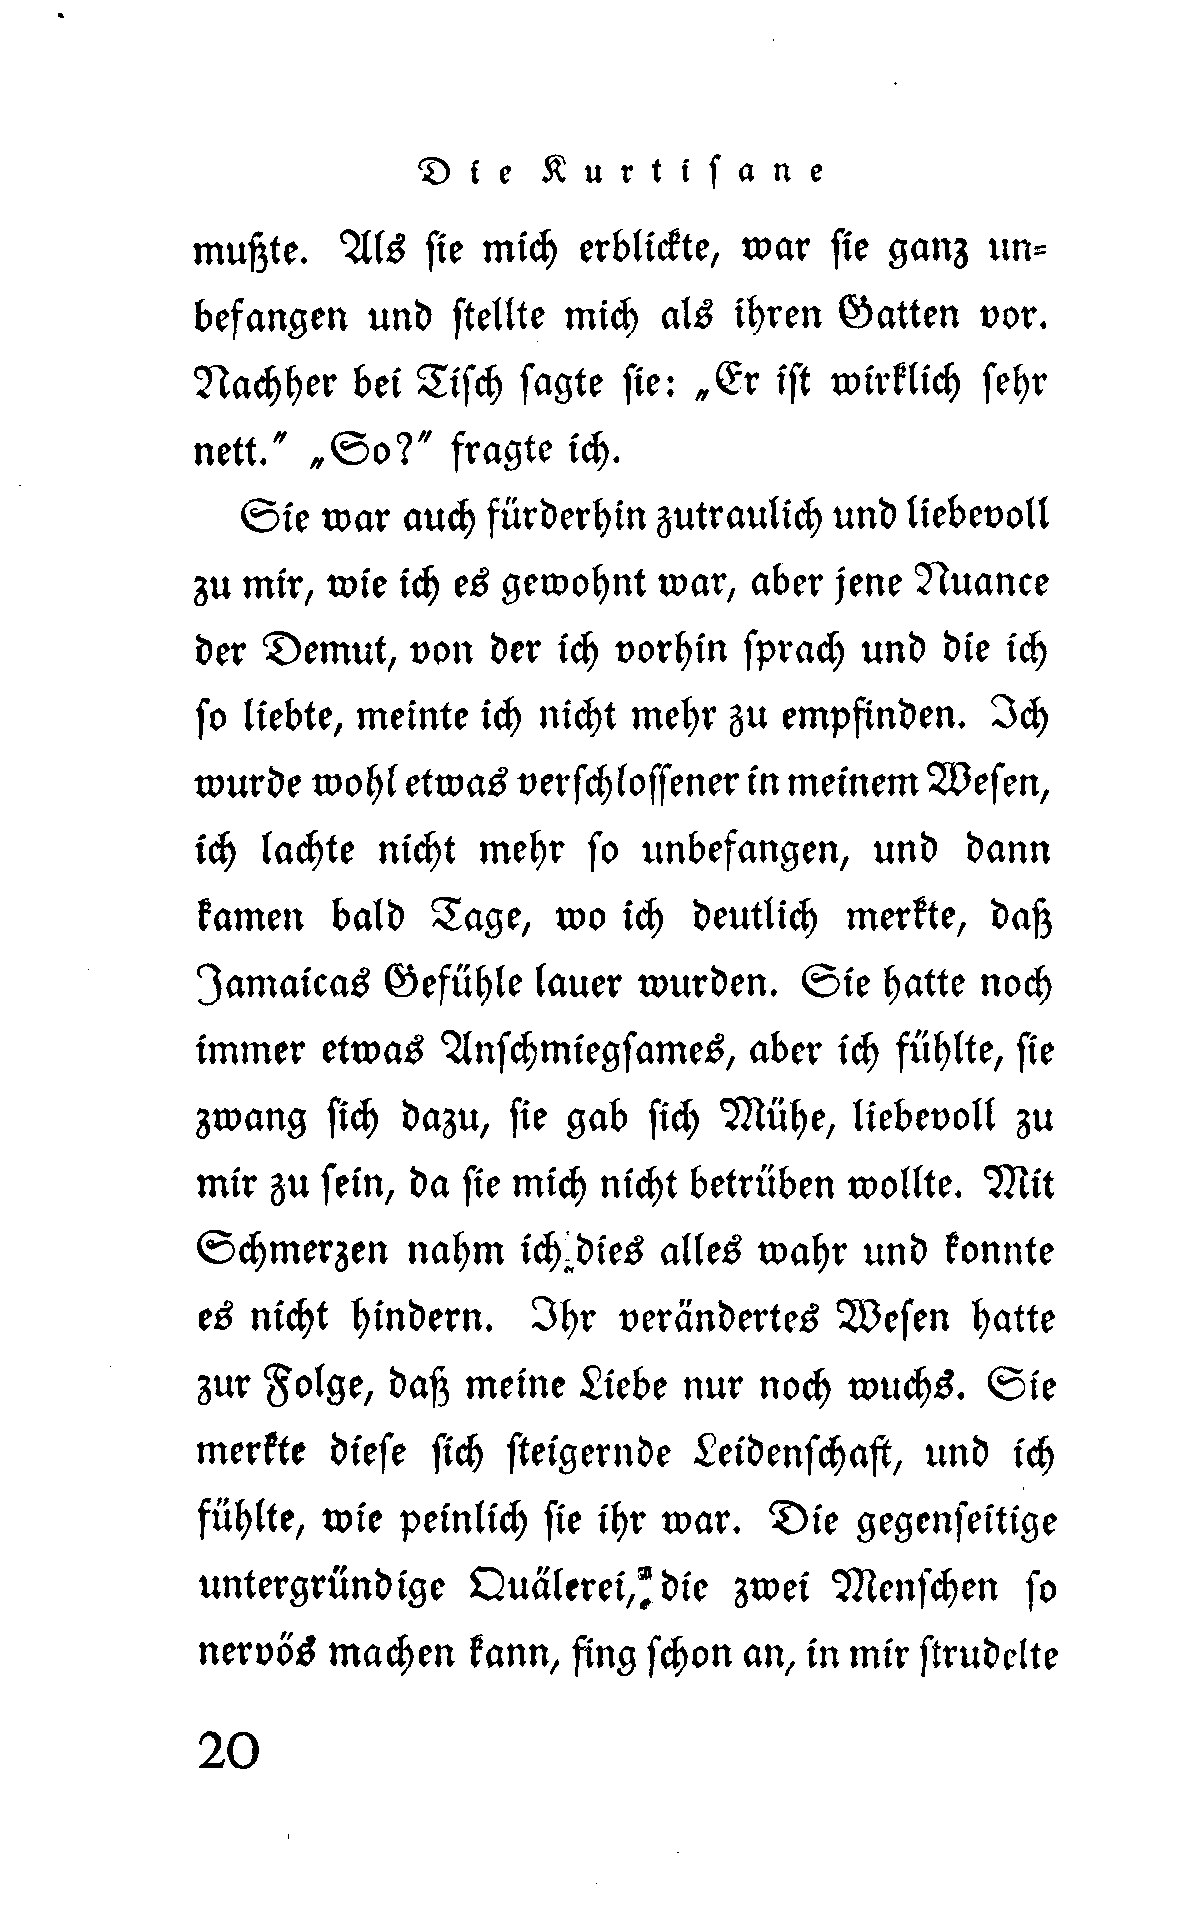 Die Kurtisane
mußte. Als sie mich erblickte, war sie ganz un-
befangen und stellte mich als ihren Gatten vor.
Nachher bei Tisch sagte sie: „Er ist wirklich sehr
nett.“ „So?“ fragte ich.
Sie war auch fürderhin zutraulich und liebevoll
zu mir, wie ich es gewohnt war, aber jene Nuance
der Demut, von der ich vorhin sprach und die ich
so liebte, meinte ich nicht mehr zu empfinden. Ich
wurde wohl etwas verschlossener in meinem Wesen,
ich lachte nicht mehr so unbefangen, und dann
kamen bald Tage, wo ich deutlich merkte, daß
Jamaicas Gefühle lauer wurden. Sie hatte noch
immer etwas Anschmiegsames, aber ich fühlte, sie
zwang sich dazu, sie gab sich Mühe, liebevoll zu
mir zu sein, da sie mich nicht betrüben wollte. Mit
Schmerzen nahm ich dies alles wahr und konnte
es nicht hindern. Ihr verändertes Wesen hatte
zur Folge, daß meine Liebe nur noch wuchs. Sie
merkte diese sich steigernde Leidenschaft, und ich
fühlte, wie peinlich sie ihr war. Die gegenseitige
untergründige Quälerei, die zwei Menschen so
nervös machen kann, fing schon an, in mir strudelte
20